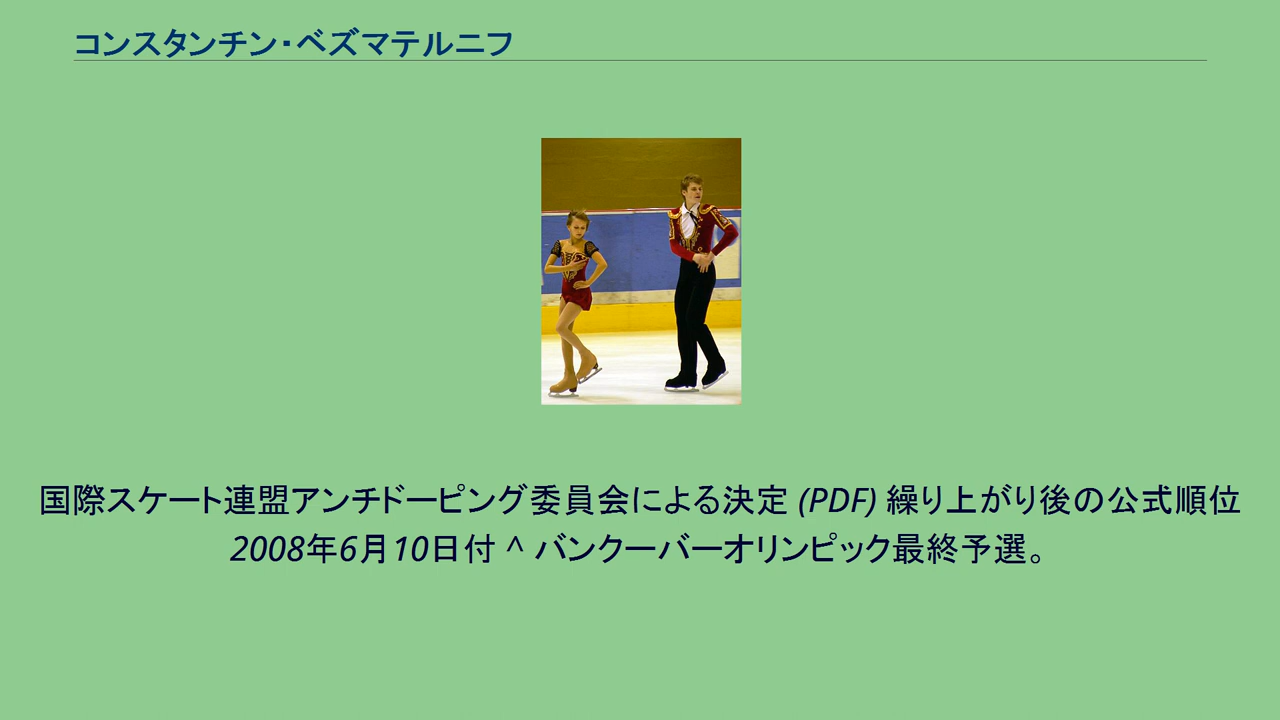 コンスタンチン・ベズマテルニフ
国際スケート連盟アンチドーピング委員会による決定 (PDF) 繰り上がり後の公式順位
2008年6月10日付 ^ バンクーバーオリンピック最終予選。